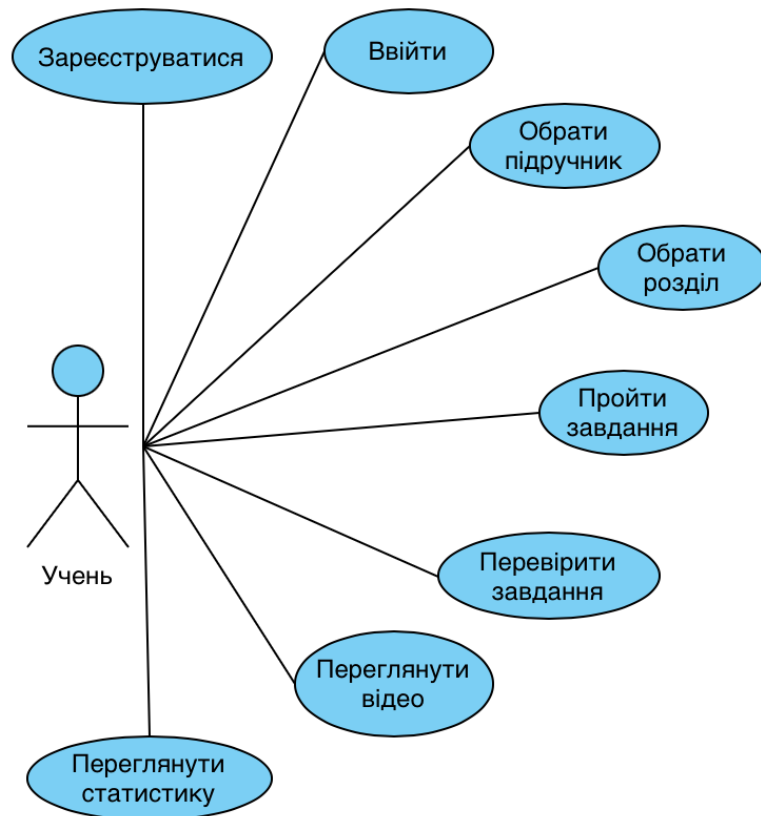 Зареєструватися
Ввійти
Обрати
підручник
Обрати
розділ
Пройти
завдання
Перевірити
завдання
Учень
Переглянути
відео
Переглянути
статистику